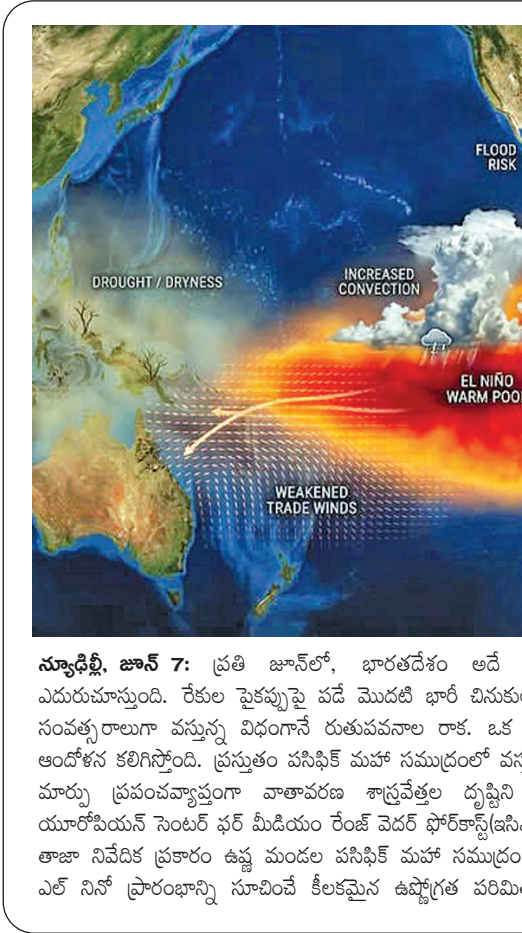 FLOOD
RISK
DROUGHT / DRYNESS
INCREASED
CONVECTION
EL NIÑO
WARM
WEAKENED
TRADE WINDS
న్యూఢిల్లీ, జూన్ 7: ప్రతి జూన్‌లో, భారతదేశం అదే
ఎదురుచూస్తుంది. రేకుల పైకప్పుపై పడే మొదటి భారీ
సంవత్సరాలుగా వస్తున్న విధంగానే రుతుపవనాల రాక. ఒక
ఆందోళన కలిగిస్తోంది. ప్రస్తుతం పసిఫిక్ మహా సముద్రంలో
మార్పు ప్రపంచవ్యాప్తంగా వాతావరణ శాస్త్రవేత్తల దృష్టిని
యూరోపియన్ సెంటర్ ఫర్ మీడియం రేంజ్ వెదర్ ఫోర్‌కాస్ట్
తాజా నివేదిక ప్రకారం ఉష్ణ మండల పసిఫిక్ మహా సముద్రం
ఎల్ నినో ప్రారంభాన్ని సూచించే కీలకమైన ఉష్ణోగ్రత